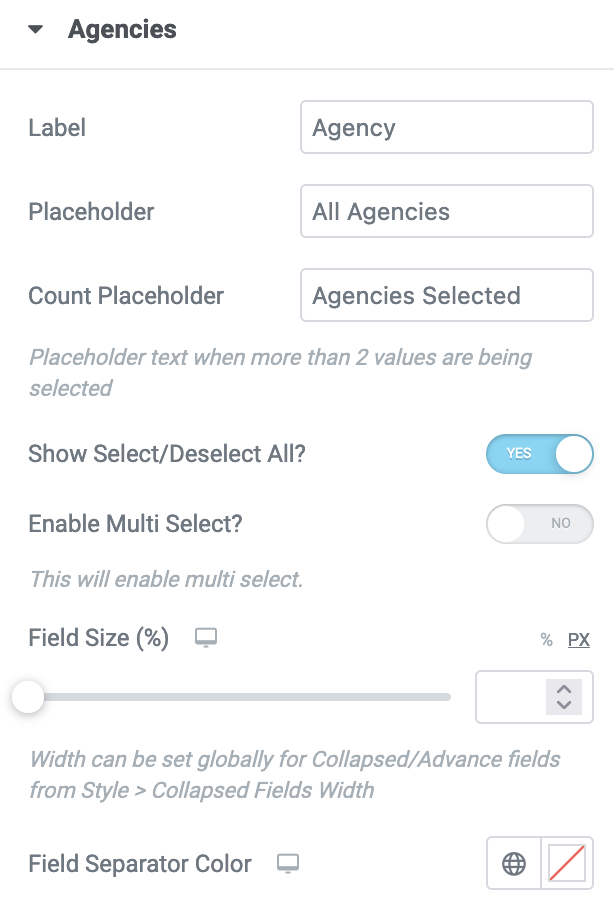 Agencies
Label
Agency
Placeholder
All Agencies
Count Placeholder
Agencies Selected
Placeholder text when more than 2 values are being
selected
Show Select/Deselect All?
YES
Enable Multi Select?
NO
This will enable multi select.
Field Size (%)
% PX
Width can be set globally for Collapsed/Advance fields
from Style > Collapsed Fields Width
Field Separator Color